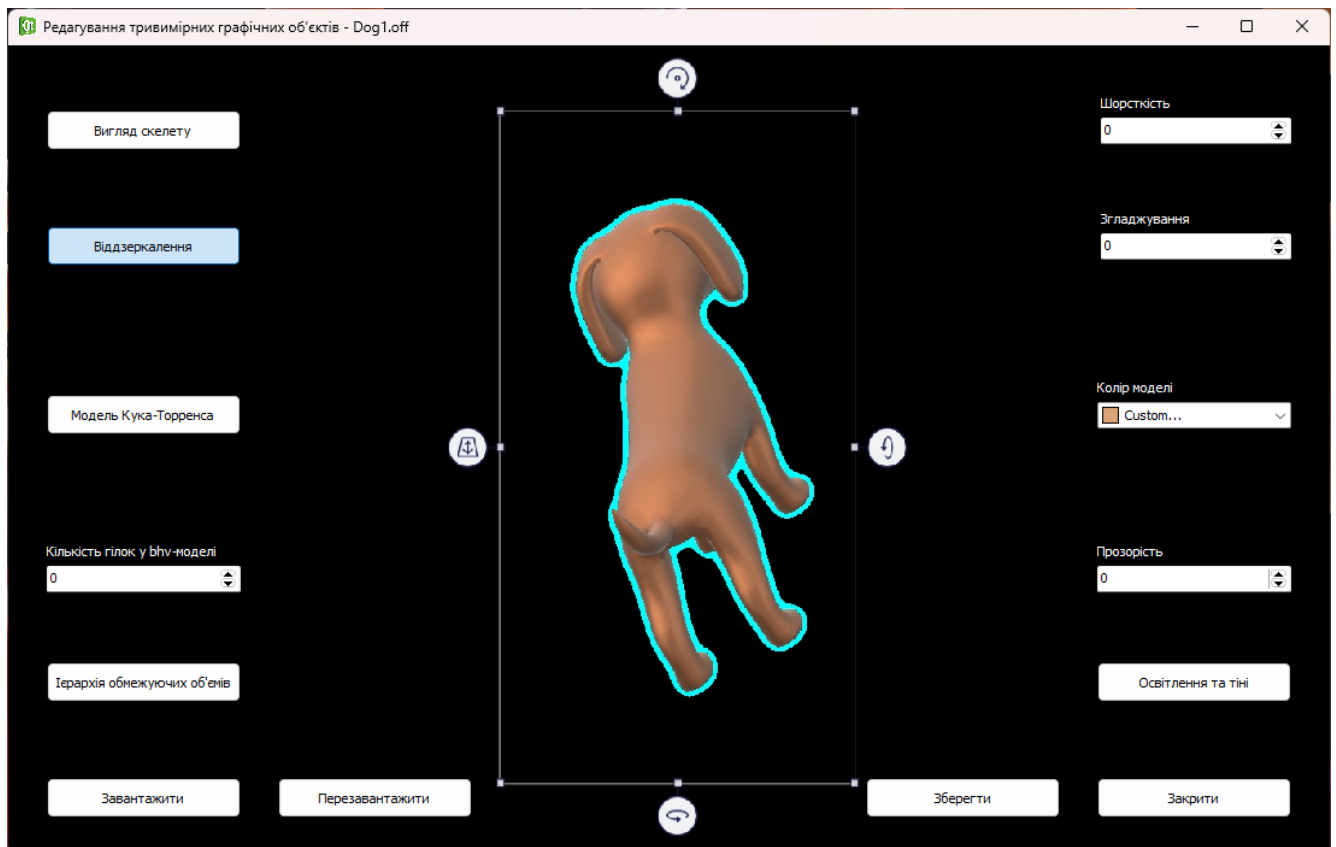 Редагування тривимірних графічних об'єктів - Dog1.off
Шорсткість
Вигляд скелету
0
Згладжування
Віддзеркалення
0
Колір моделі
Модель Кука-Торренса
Custom...
Кількість гілок у bhv-моделі
Прозорість
0
0
Ієрархія обмежуючих об'ємів
Освітлення та тіні
Завантажити
Перезавантажити
Зберегти
Закрити